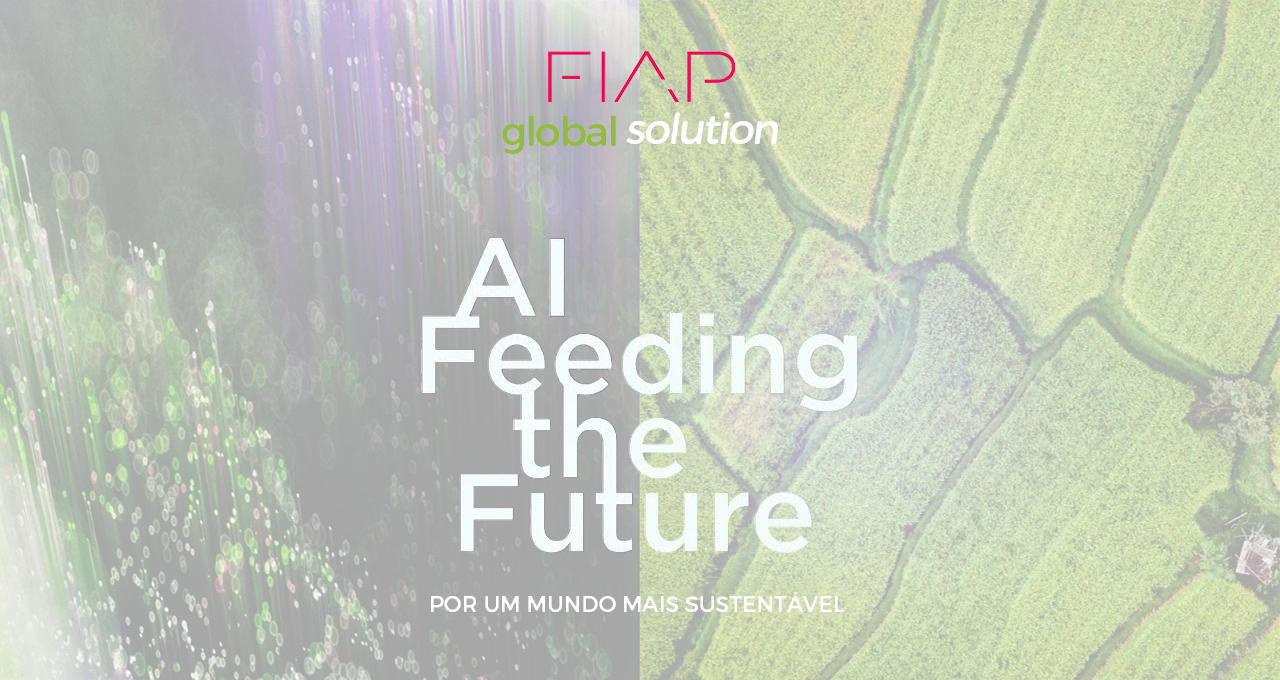 FIAP
global solution
AI
Feeding
the
Future
POR UM MUNDO MAIS SUSTENTÁVEL